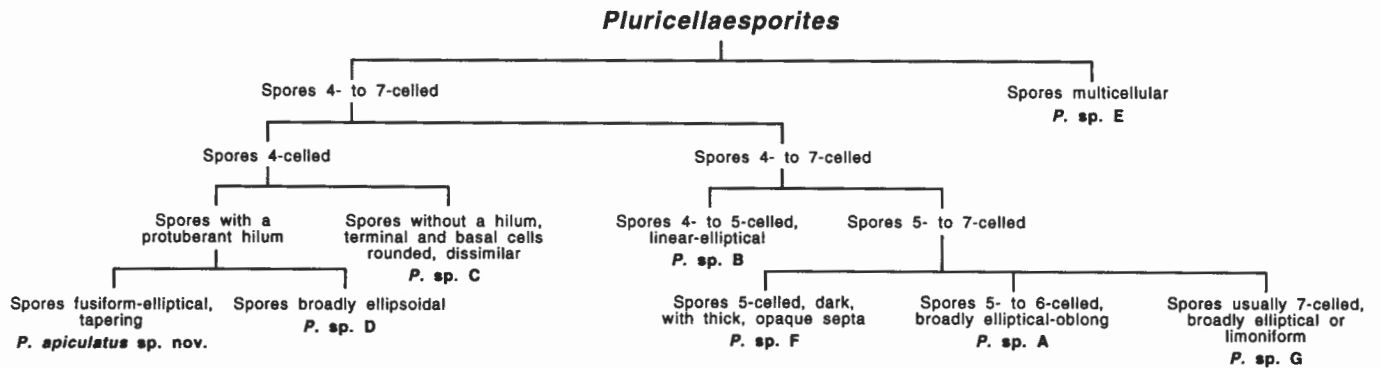 Pluricellaesporites
Spores 4- to 7-celled
Spores multicellular
P. sp. E
Spores 4-celled
Spores 4- to 7-celled
Spores with a
protuberant hilum
Spores without a hilum,
terminal and basal cells
rounded, dissimilar
P. sp. C
Spores 4- to 5-celled,
linear-elliptical
P. sp. B
Spores 5- to 7-celled
Spores fusiform-elliptical,
tapering
P. apiculatus sp. nov.
Spores broadly ellipsoidal
P. sp. D
Spores 5-celled, dark,
with thick, opaque septa
P. sp. F
Spores 5- to 6-celled,
broadly elliptical-oblong
P. sp. A
Spores usually 7-celled,
broadly elliptical or
limoniform
P. sp. G